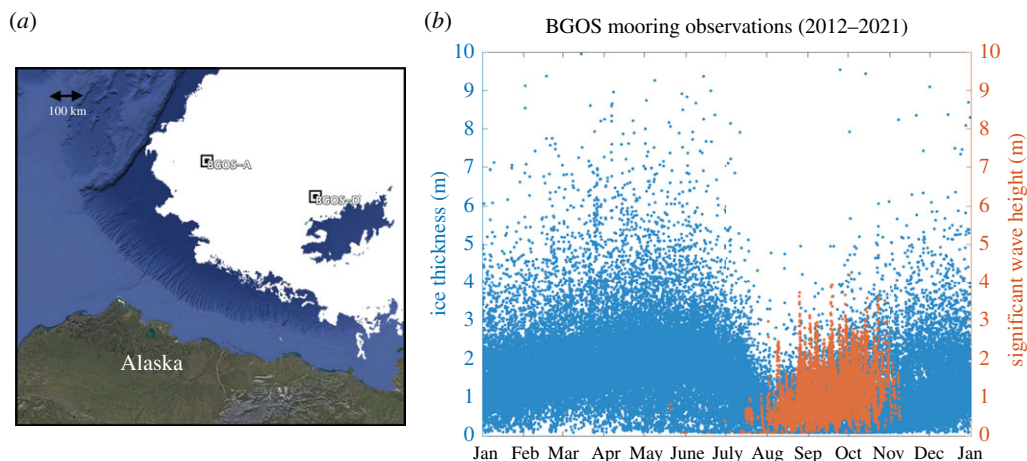 (a)
100 km
BGOS-A
BGOS-D
Alaska
(b)
BGOS mooring observations (2012–2021)
ice thickness (m)
10
9
8
7
6
5
4
3
2
1
0
Jan Feb Mar Apr May June July Aug Sep Oct Nov Dec Jan
10
9
8
7
6
5
4
3
2
1
0
significant wave height (m)